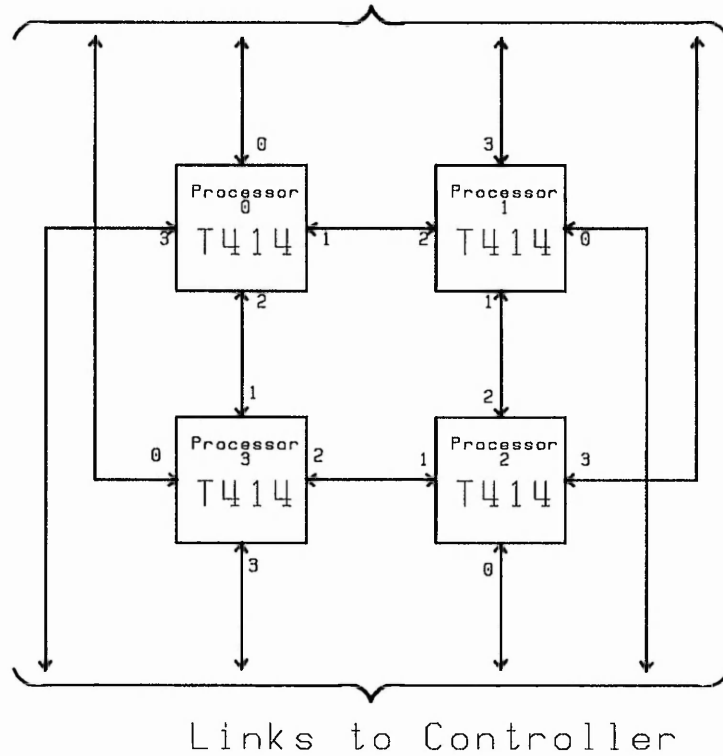 0 3
Processor Processor
0 1
T414 T414
3 1 2 0
2 1
1 2
Processor Processor
0 3 2 1 2 3
T414 T414
3 0
Links to Controller